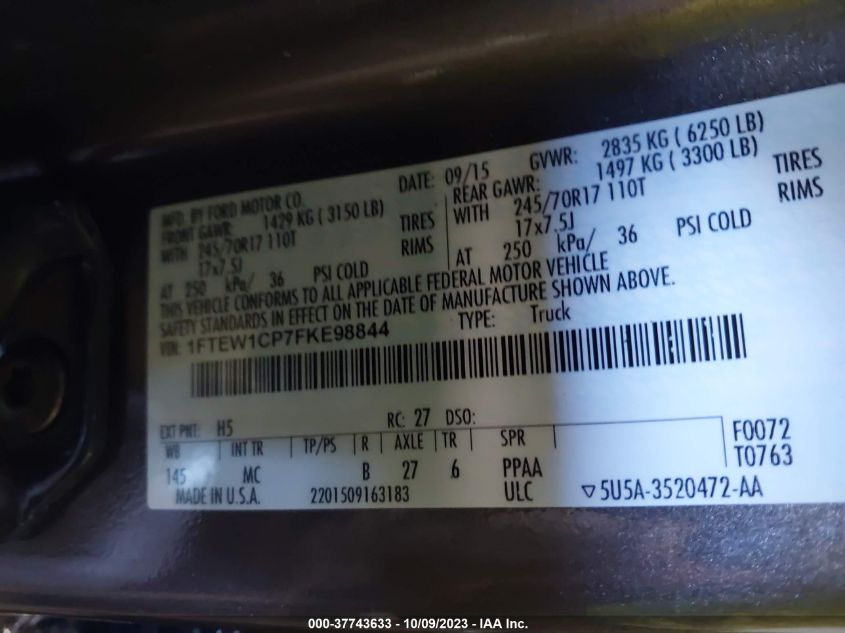 MFD. BY FORD MOTOR CO.
DATE: 09/15
GVWR: 2835 KG ( 6250 LB)
FRONT GAWR: 1429 KG ( 3150 LB)
REAR GAWR: 1497 KG ( 3300 LB)
WITH 245/70R17 110T TIRES
WITH 245/70R17 110T TIRES
17x7.5J RIMS
17x7.5J RIMS
AT 250 kPa/ 36 PSI COLD
AT 250 kPa/ 36 PSI COLD
THIS VEHICLE CONFORMS TO ALL APPLICABLE FEDERAL MOTOR VEHICLE
SAFETY STANDARDS IN EFFECT ON THE DATE OF MANUFACTURE SHOWN ABOVE.
VIN: 1FTEW1CP7FKE98844
TYPE: Truck
EXT PNT: H5 RC: 27 DSO:
WB INT TR TP/PS R AXLE TR SPR
145 MC B 27 6 PPAA
F0072
T0763
MADE IN U.S.A. 2201509163183 ULC ▽5U5A-3520472-AA
000-37743633 - 10/09/2023 - IAA Inc.